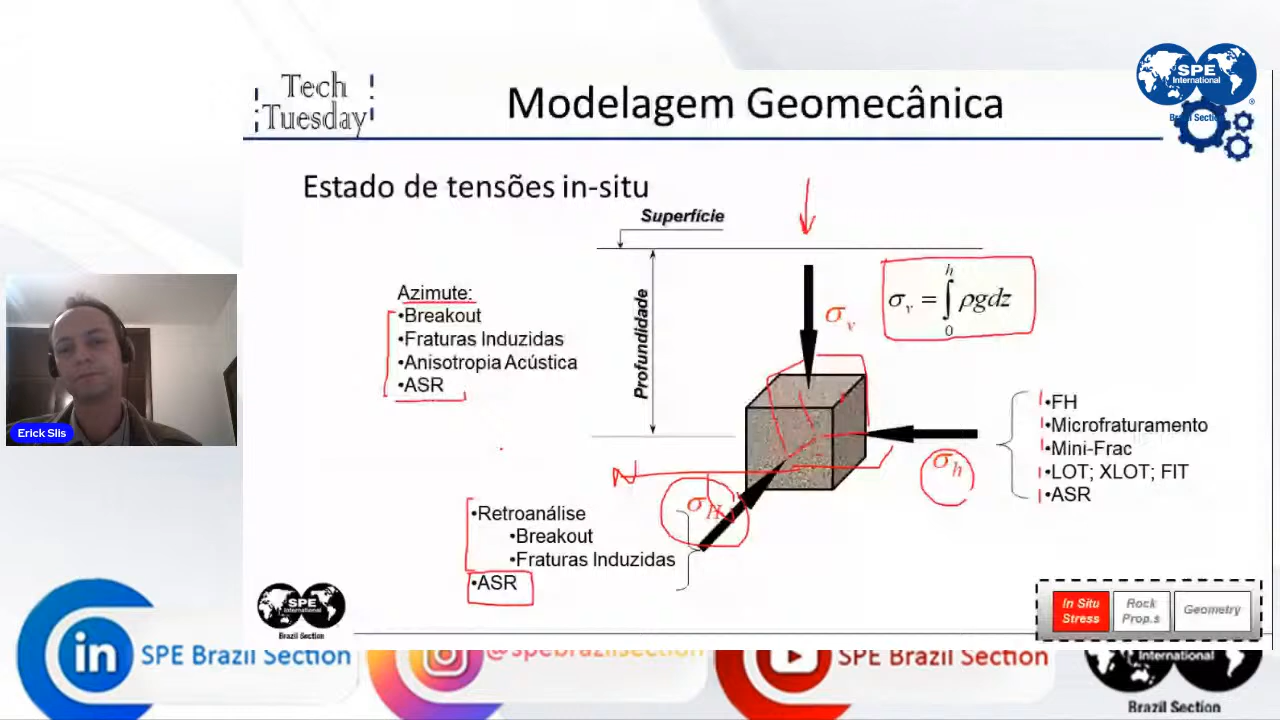 Tech
Tuesday
Modelagem Geomecânica
SPE
International
Brazil Section
Estado de tensões in-situ
Superfície
Profundidade
σv
σv = ∫0h ρgdz
Azimute:
•Breakout
•Fraturas Induzidas
•Anisotropia Acústica
•ASR
•FH
•Microfraturamento
•Mini-Frac
•LOT; XLOT; FIT
•ASR
σh
N
σH
•Retroanálise
•Breakout
•Fraturas Induzidas
•ASR
Erick Slis
SPE
International
Brazil Section
In Situ
Stress
Rock
Prop.s
Geometry
in
SPE Brazil Section
@spebrazilsection
SPE Brazil Section
International
Brazil Section